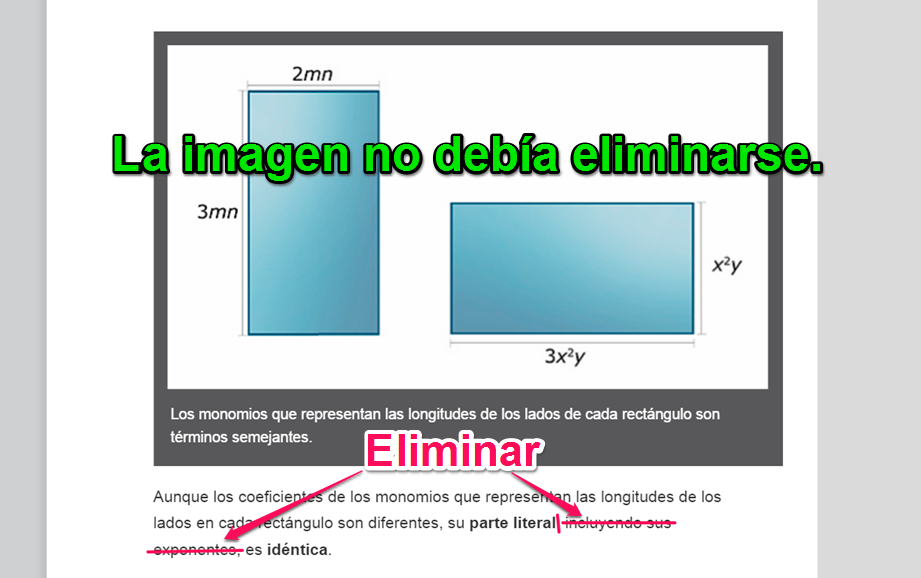 2mn
La imagen no debía eliminarse.
3mn
x²y
3x²y
Los monomios que representan las longitudes de los lados de cada rectángulo son
términos semejantes.
Eliminar
Aunque los coeficientes de los monomios que representan las longitudes de los
lados en cada rectángulo son diferentes, su parte literal, incluyendo sus
exponentes, es idéntica.